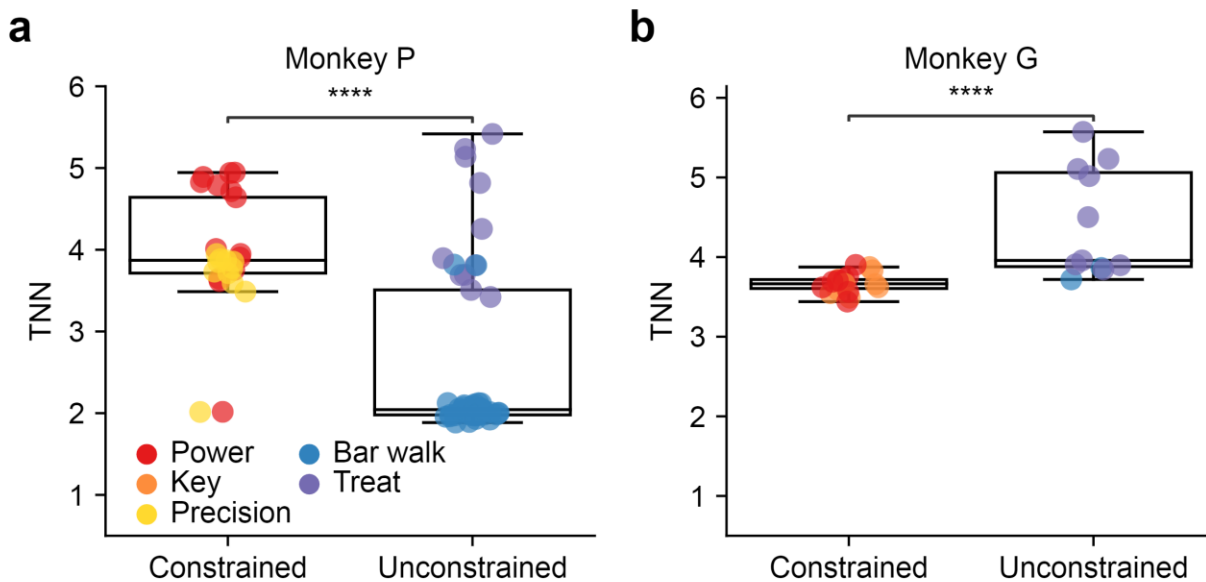 a
Monkey P
****
6
5
4
3
2
1
TNN
Power
Key
Precision
Bar walk
Treat
Constrained
Unconstrained
b
Monkey G
****
6
5
4
3
2
1
TNN
Constrained
Unconstrained